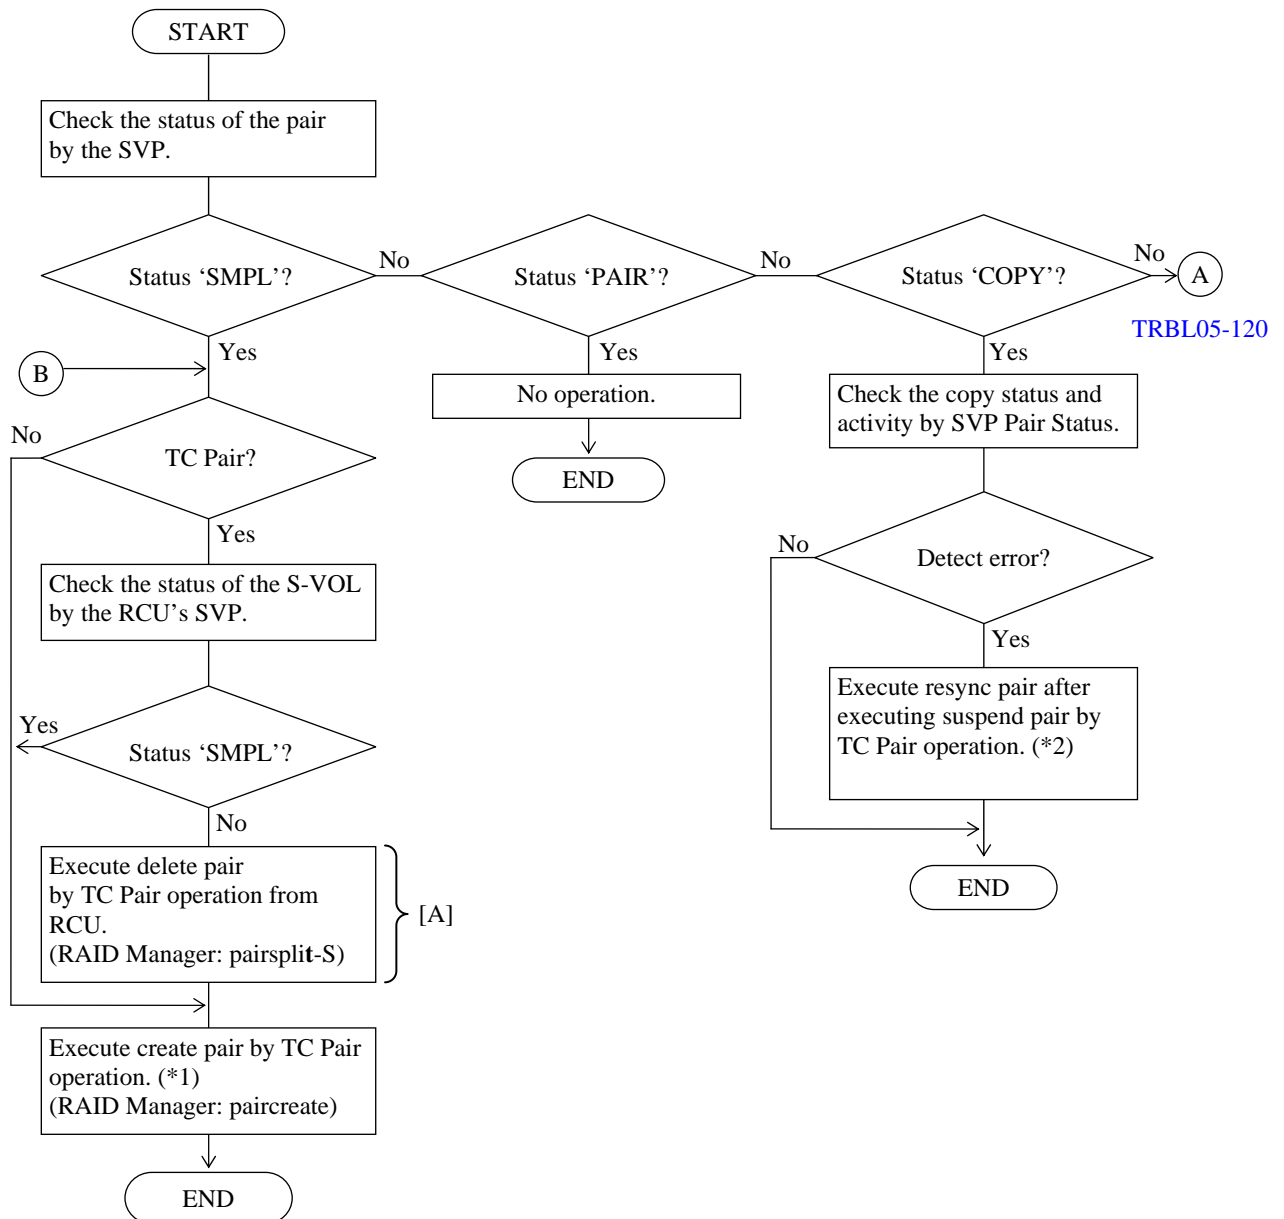 START
Check the status of the pair
by the SVP.
Status ‘SMPL’?
No
Status ‘PAIR’?
No
Status ‘COPY’?
No
A
TRBL05-120
Yes
B
Yes
No operation.
END
Yes
Check the copy status and
activity by SVP Pair Status.
No
TC Pair?
Yes
Check the status of the S-VOL
by the RCU’s SVP.
No
Detect error?
Yes
Execute resync pair after
executing suspend pair by
TC Pair operation. (*2)
END
Yes
Status ‘SMPL’?
No
Execute delete pair
by TC Pair operation from
RCU.
(RAID Manager: pairsplit-S)
[A]
Execute create pair by TC Pair
operation. (*1)
(RAID Manager: paircreate)
END